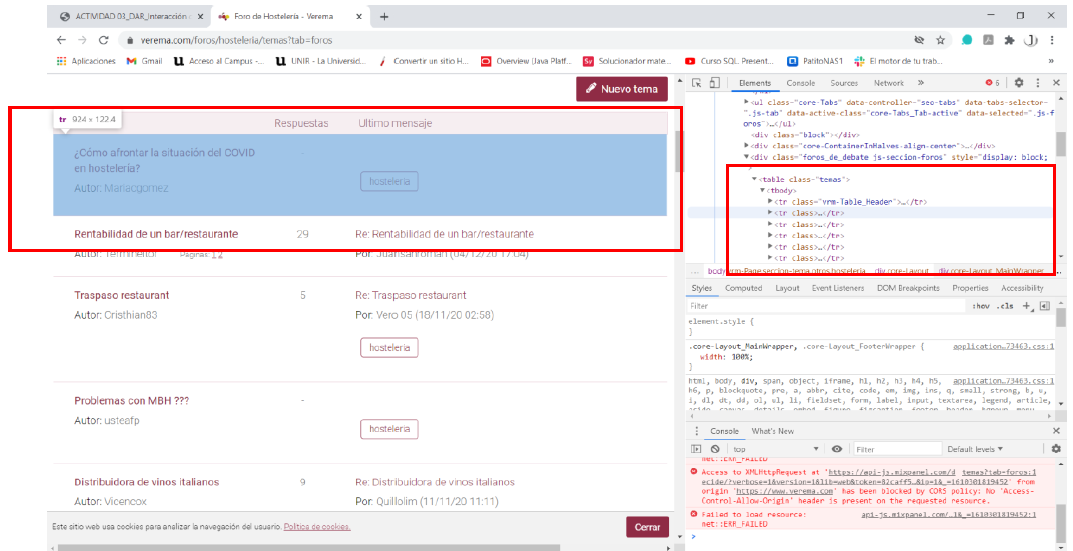 ACTIVIDAD 03_DAR_Interacción
Foro de Hostelería - Verema
verema.com/foros/hosteleria/temas?tab=foros
Aplicaciones
Gmail
Acceso al Campus -...
UNIR - La Universid...
iConvertir un sitio H...
Overview (Java Platf...
Solucionador mate...
Curso SQL. Present...
PatitoNAS1
El motor de tu trab...
»
Nuevo tema
tr 924 × 122.4
Respuestas
Último mensaje
¿Cómo afrontar la situación del COVID
en hostelería?
Autor: Mariacgomez
-
hosteleria
Rentabilidad de un bar/restaurante
29
Re: Rentabilidad de un bar/restaurante
Autor: Terminenor
Páginas: 1 2
Por: Juansanroman (04/12/20 17:04)
Traspaso restaurant
5
Re: Traspaso restaurant
Autor: Cristhian83
Por: Vero 05 (18/11/20 02:58)
hosteleria
Problemas con MBH ???
-
Autor: usteafp
hosteleria
Distribuidora de vinos italianos
9
Re: Distribuidora de vinos italianos
Autor: Vicencox
Por: Quillolim (11/11/20 11:11)
Este sitio web usa cookies para analizar la navegación del usuario. Política de cookies.
Cerrar
Elements
Console
Sources
Network
»
6
<ul class="core-Tabs" data-controller="seo-tabs" data-tabs-selector=
".js-tab" data-active-class="core-Tabs_Tab-active" data-selected=".js-f
oros">…</ul>
<div class="block"></div>
<div class="core-ContainerInHalves-align-center">…</div>
<div class="foros_de_debate js-seccion-foros" style="display: block;
<table class="temas">
<tbody>
<tr class="vrm-Table_Header">…</tr>
<tr class>…</tr>
<tr class>…</tr>
<tr class>…</tr>
<tr class>…</tr>
<tr class>…</tr>
... body.vrm-Page.seccion-tema.otros.hosteleria
div.core-Layout
div.core-Layout_MainWrapper
...
Styles
Computed
Layout
Event Listeners
DOM Breakpoints
Properties
Accessibility
Filter
:hov .cls +
element.style {
}
.core-Layout_MainWrapper, .core-Layout_FooterWrapper {
application…73463.css:1
width: 100%;
}
html, body, div, span, object, iframe, h1, h2, h3, h4, h5,
application…73463.css:1
h6, p, blockquote, pre, a, abbr, cite, code, em, img, ins, q, small, strong, b, u,
i, dl, dt, dd, ol, ul, li, fieldset, form, label, input, textarea, legend, article,
aside, canvas, details, embed, figure, figcaption, footer, header, hgroup, menu,
Console
What's New
top
Filter
Default levels
net::ERR_FAILED
Access to XMLHttpRequest at 'https://api-js.mixpanel.com/d
temas?tab=foros:1
ecide/?verbose=1&version=1&lib=web&token=82caff5…&ip=1&_=1610301819452' from
origin 'https://www.verema.com' has been blocked by CORS policy: No 'Access-
Control-Allow-Origin' header is present on the requested resource.
Failed to load resource:
api-js.mixpanel.com/…1&_=1610301819452:1
net::ERR_FAILED